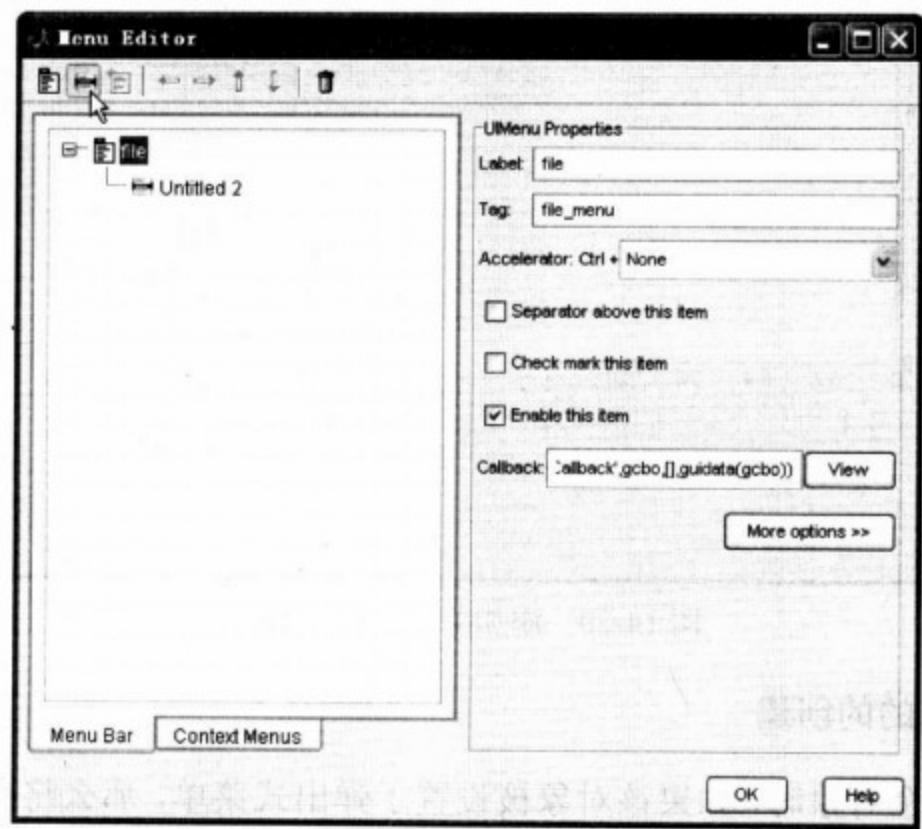 Menu Editor
file
Untitled 2
UIMenu Properties
Label: file
Tag: file_menu
Accelerator: Ctrl + None
Separator above this item
Check mark this item
Enable this item
Callback: Callback',gcbo,[],guidata(gcbo))
View
More options >>
Menu Bar
Context Menus
OK
Help